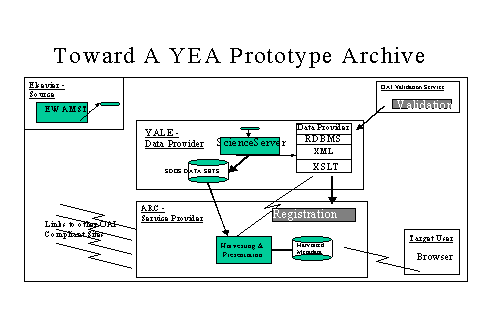 Toward A YEA Prototype Archive
Elsevier -
Source
EW AMST
OAI Validation Service
Validation
YALE -
Data Provider
ScienceServer
SDOS DATA SETS
Data Provider
RDBMS
XML
XSLT
ARC -
Service Provider
Registration
Links to other OAI
Compliant Sites
Harvesting &
Presentation
Harvested
Metadata
Target User
Browser